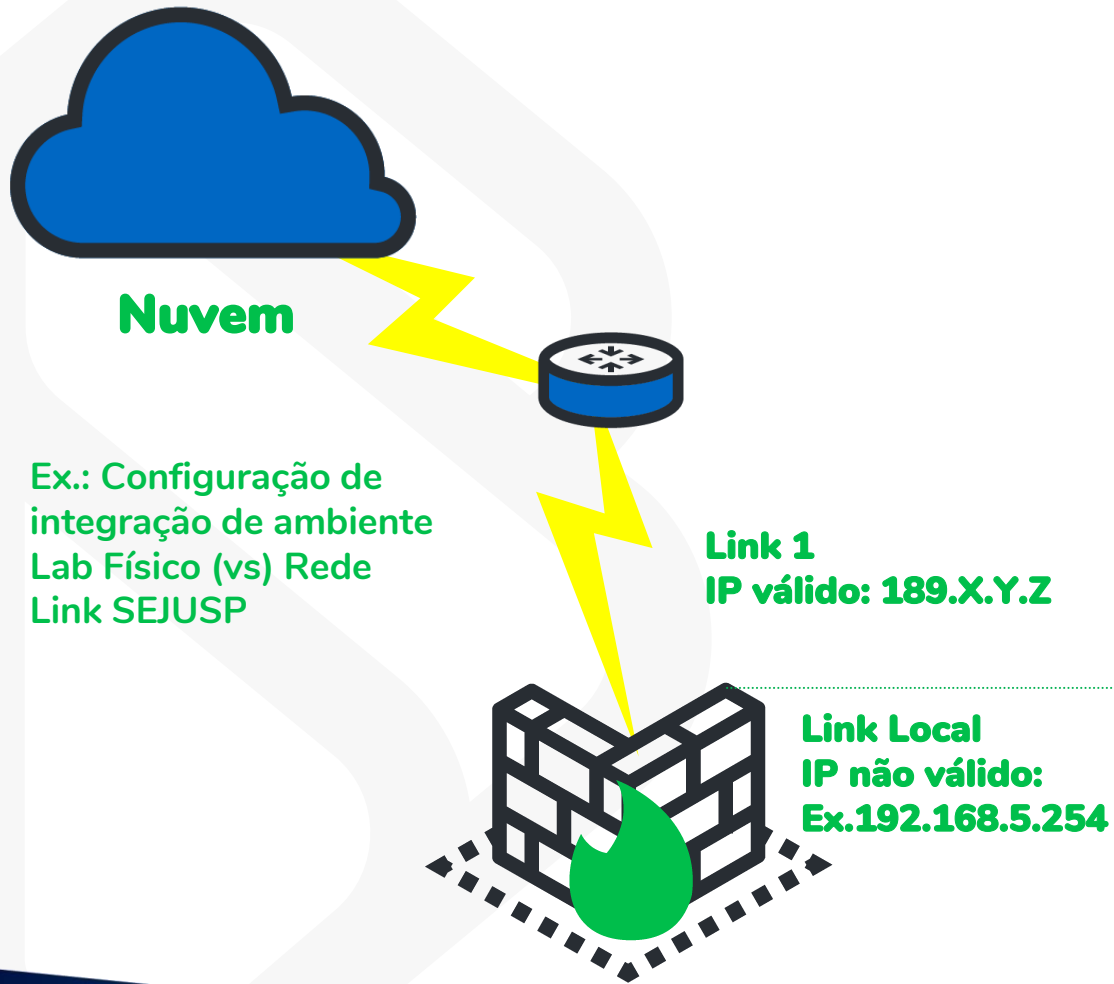 Nuvem
Ex.: Configuração de
integração de ambiente
Lab Físico (vs) Rede
Link SEJUSP
Link 1
IP válido: 189.X.Y.Z
Link Local
IP não válido:
Ex.192.168.5.254